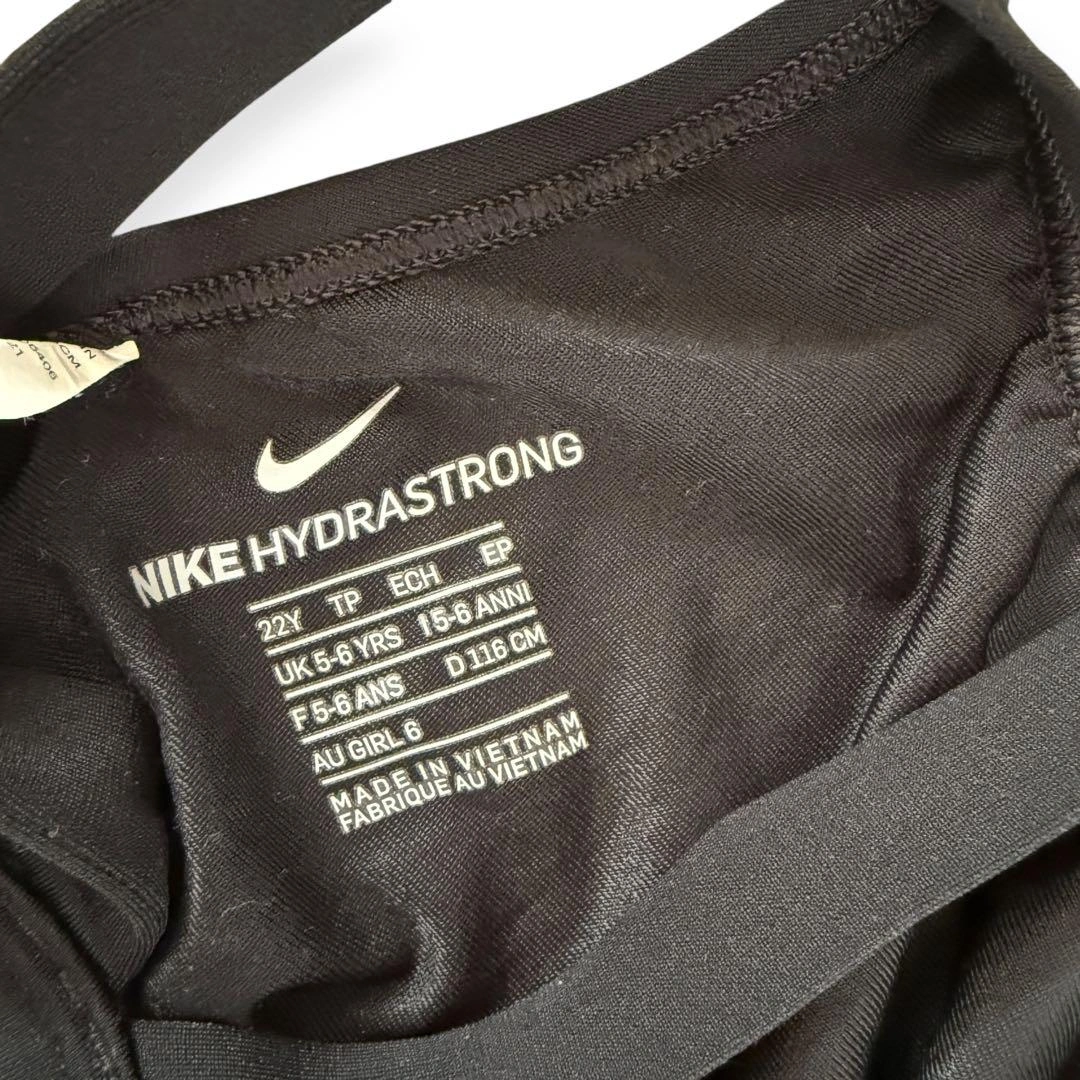 NIKE HYDRASTRONG
22Y TP ECH EP
UK 5-6 YRS I 5-6 ANNI
F 5-6 ANS D 116 CM
AU GIRL 6
MADE IN VIETNAM
FABRIQUE AU VIETNAM
CM